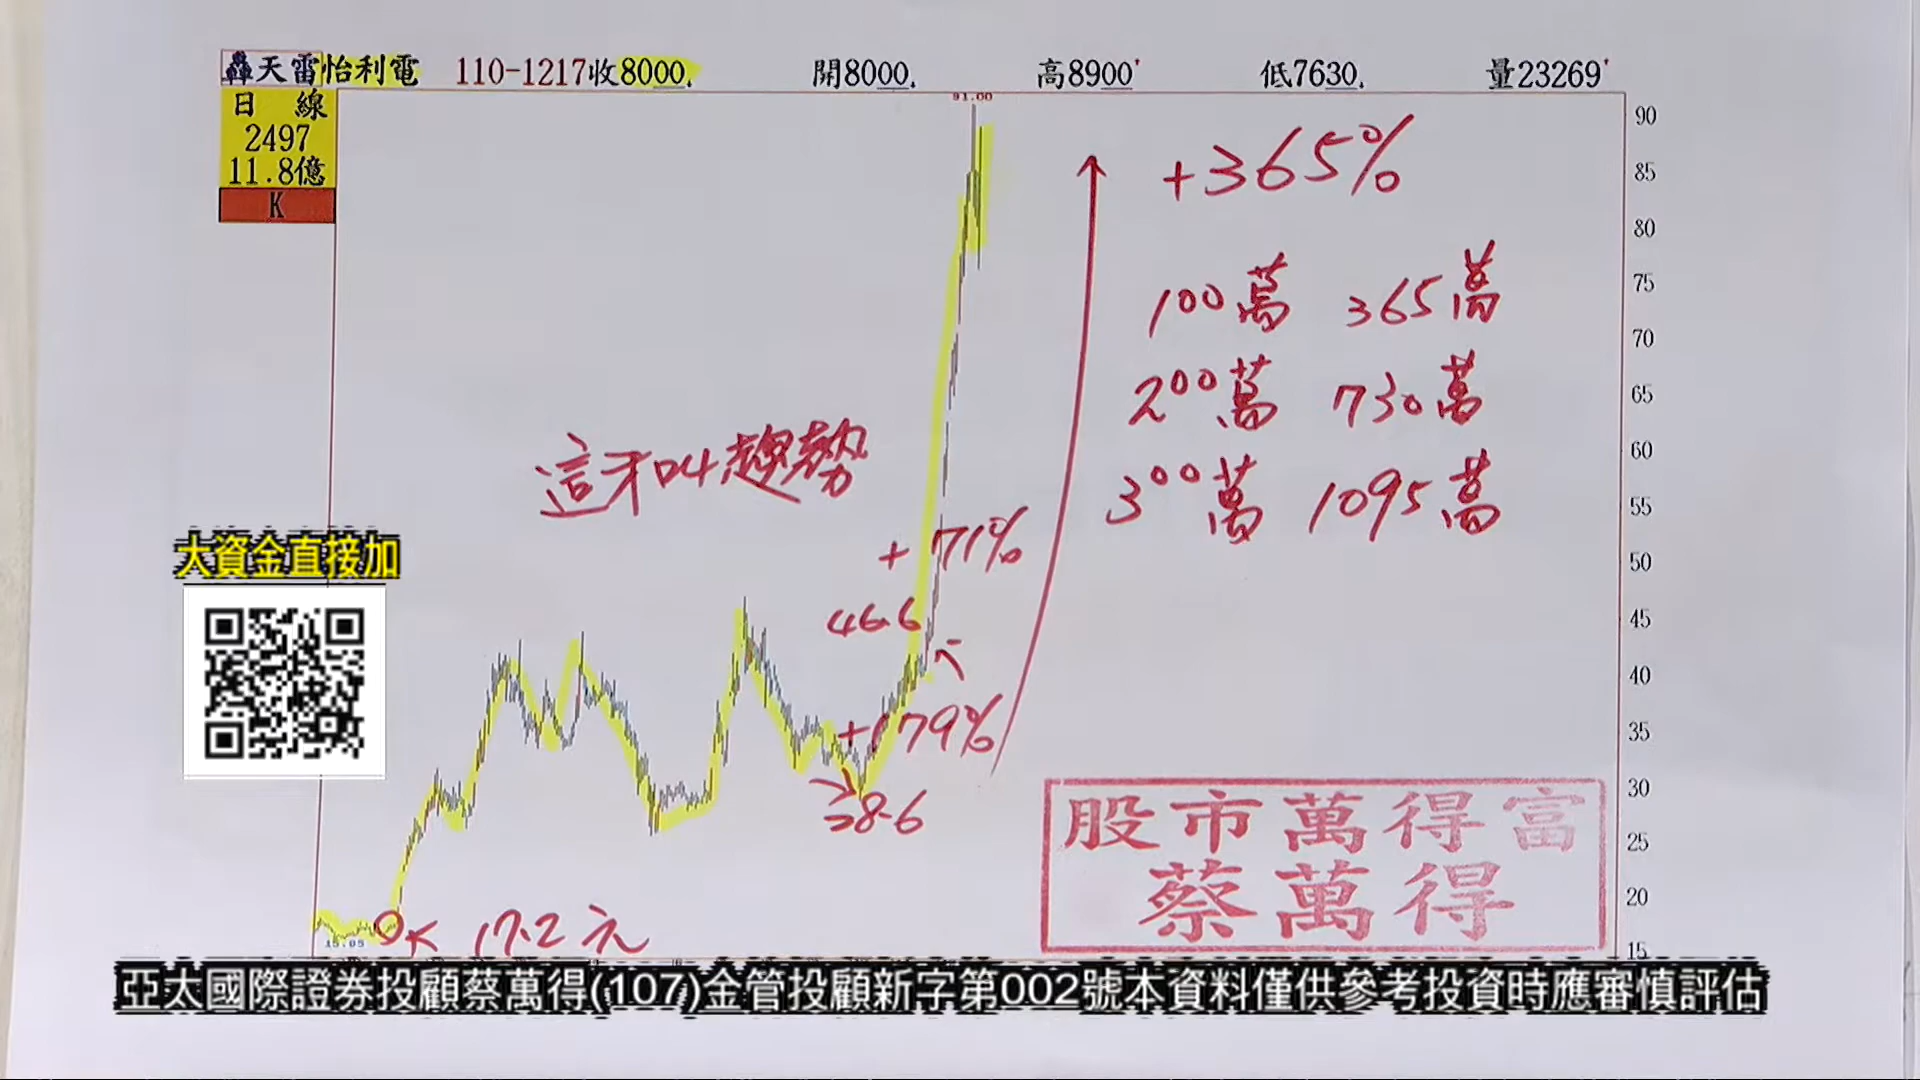 天雷怡利電 110-1217收8000. 開8000. 高8900' 低7630. 量23269'
日 線
2497
11.8億
K
91.00
90
85
80
75
70
65
60
55
50
45
40
35
30
25
20
15
+365%
100萬 365萬
200萬 730萬
300萬 1095萬
這才叫趨勢
+71%
46.6
+179%
28.6
17.2元
15.05
大資金直接加
股市萬得富
蔡萬得
亞太國際證券投顧蔡萬得(107)金管投顧新字第002號本資料僅供參考投資時應審慎評估